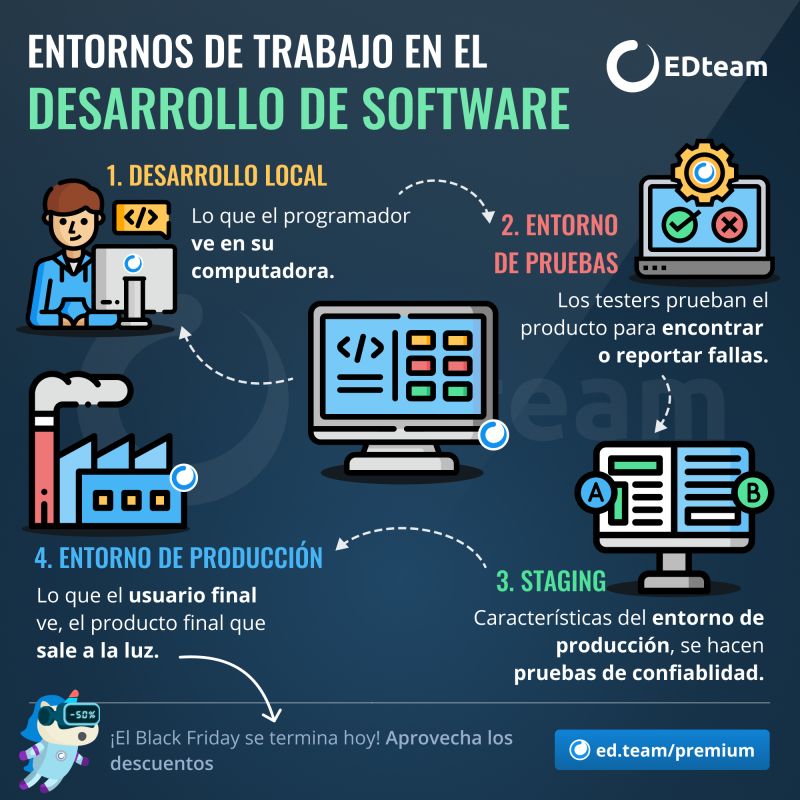 ENTORNOS DE TRABAJO EN EL
DESARROLLO DE SOFTWARE
EDteam
1. DESARROLLO LOCAL
</>
Lo que el programador
ve en su
computadora.
2. ENTORNO
DE PRUEBAS
Los testers prueban el
producto para encontrar
o reportar fallas.
</>
team
A
B
3. STAGING
Características del entorno de
producción, se hacen
pruebas de confiablidad.
4. ENTORNO DE PRODUCCIÓN
Lo que el usuario final
ve, el producto final que
sale a la luz.
-50%
¡El Black Friday se termina hoy! Aprovecha los
descuentos
ed.team/premium